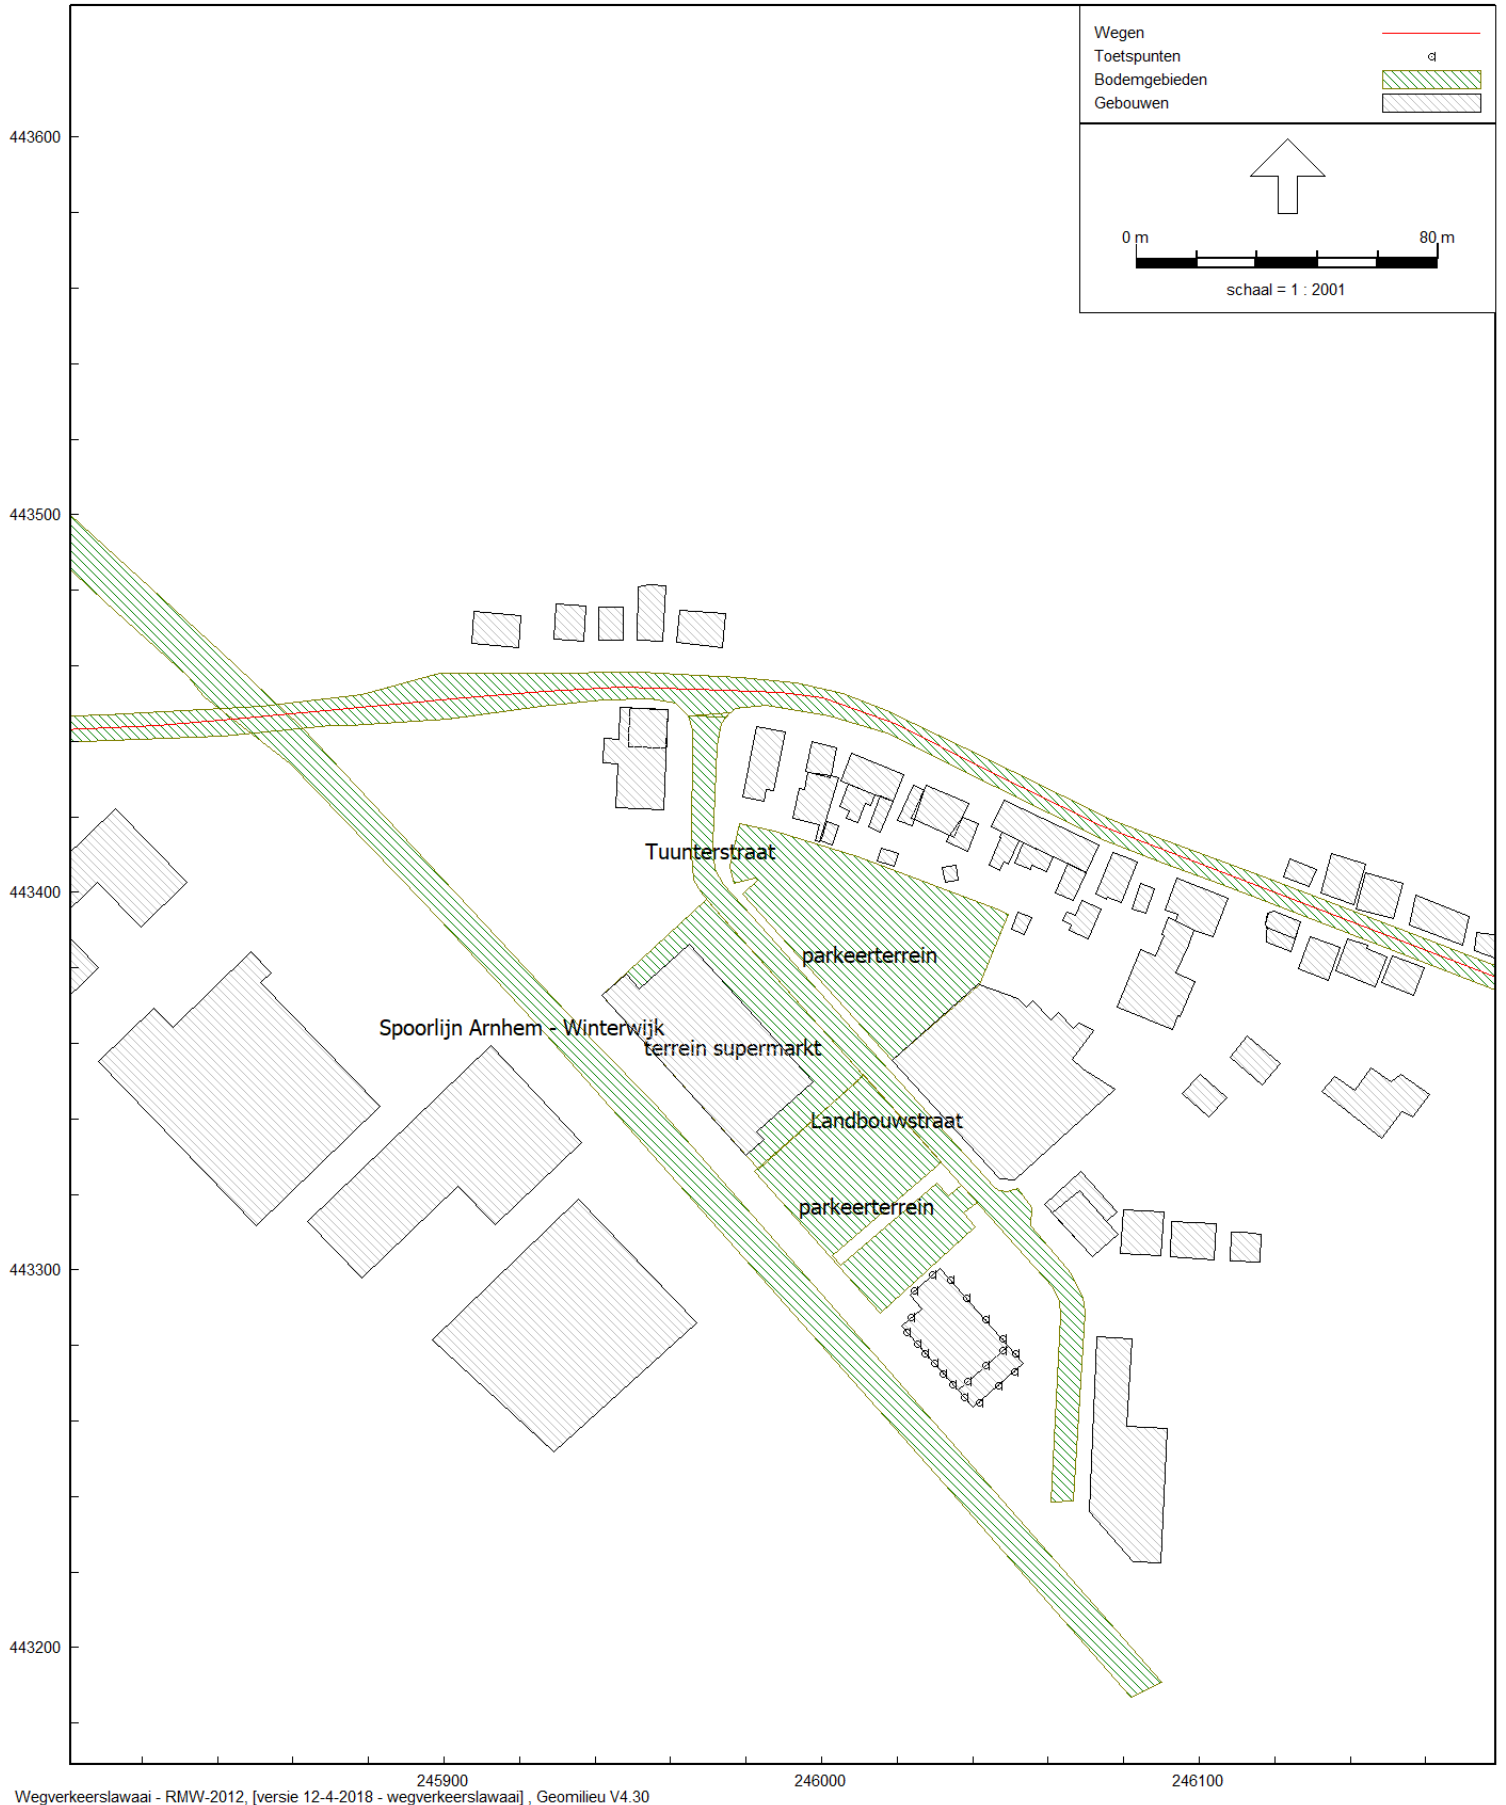 Wegen
Toetspunten
Bodemgebieden
Gebouwen
443600
0 m 80 m
schaal = 1 : 2001
443500
Tuunterstraat
443400
parkeerterrein
Spoorlijn Arnhem - Winterwijk
terrein supermarkt
Landbouwstraat
parkeerterrein
443300
443200
245900 246000 246100
Wegverkeerslawaai - RMW-2012, [versie 12-4-2018 - wegverkeerslawaai] , Geomilieu V4.30